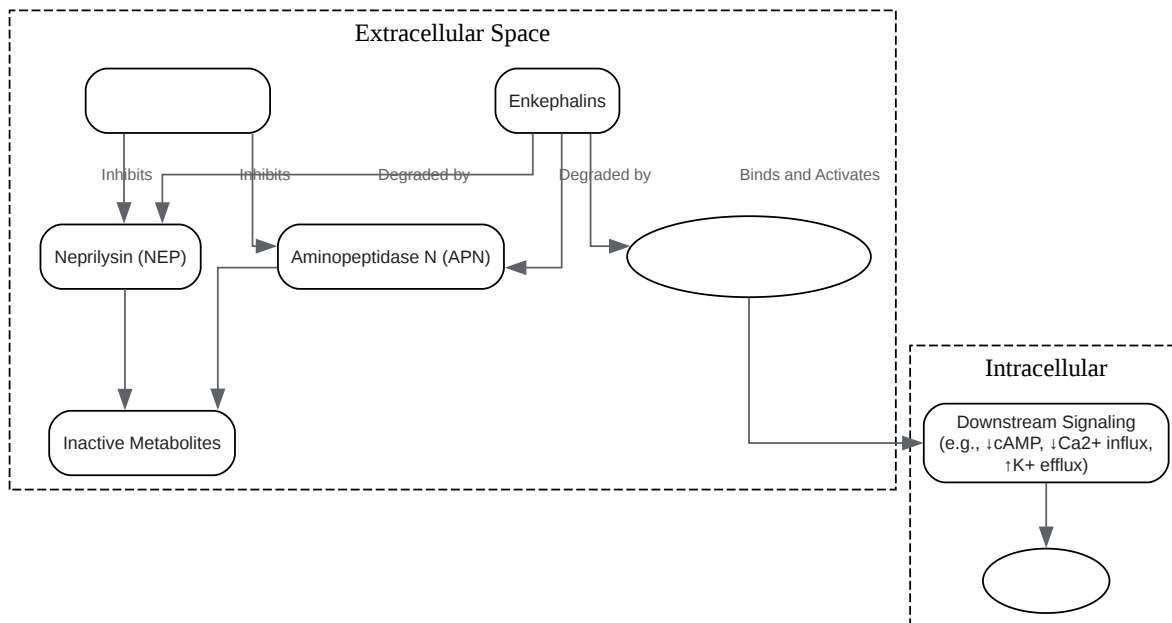 Extracellular Space
Enkephalins
Inhibits
Inhibits
Degraded by
Degraded by
Binds and Activates
Neprilysin (NEP)
Aminopeptidase N (APN)
Intracellular
Downstream Signaling
(e.g., ↓cAMP, ↓Ca2+ influx,
↑K+ efflux)
Inactive Metabolites